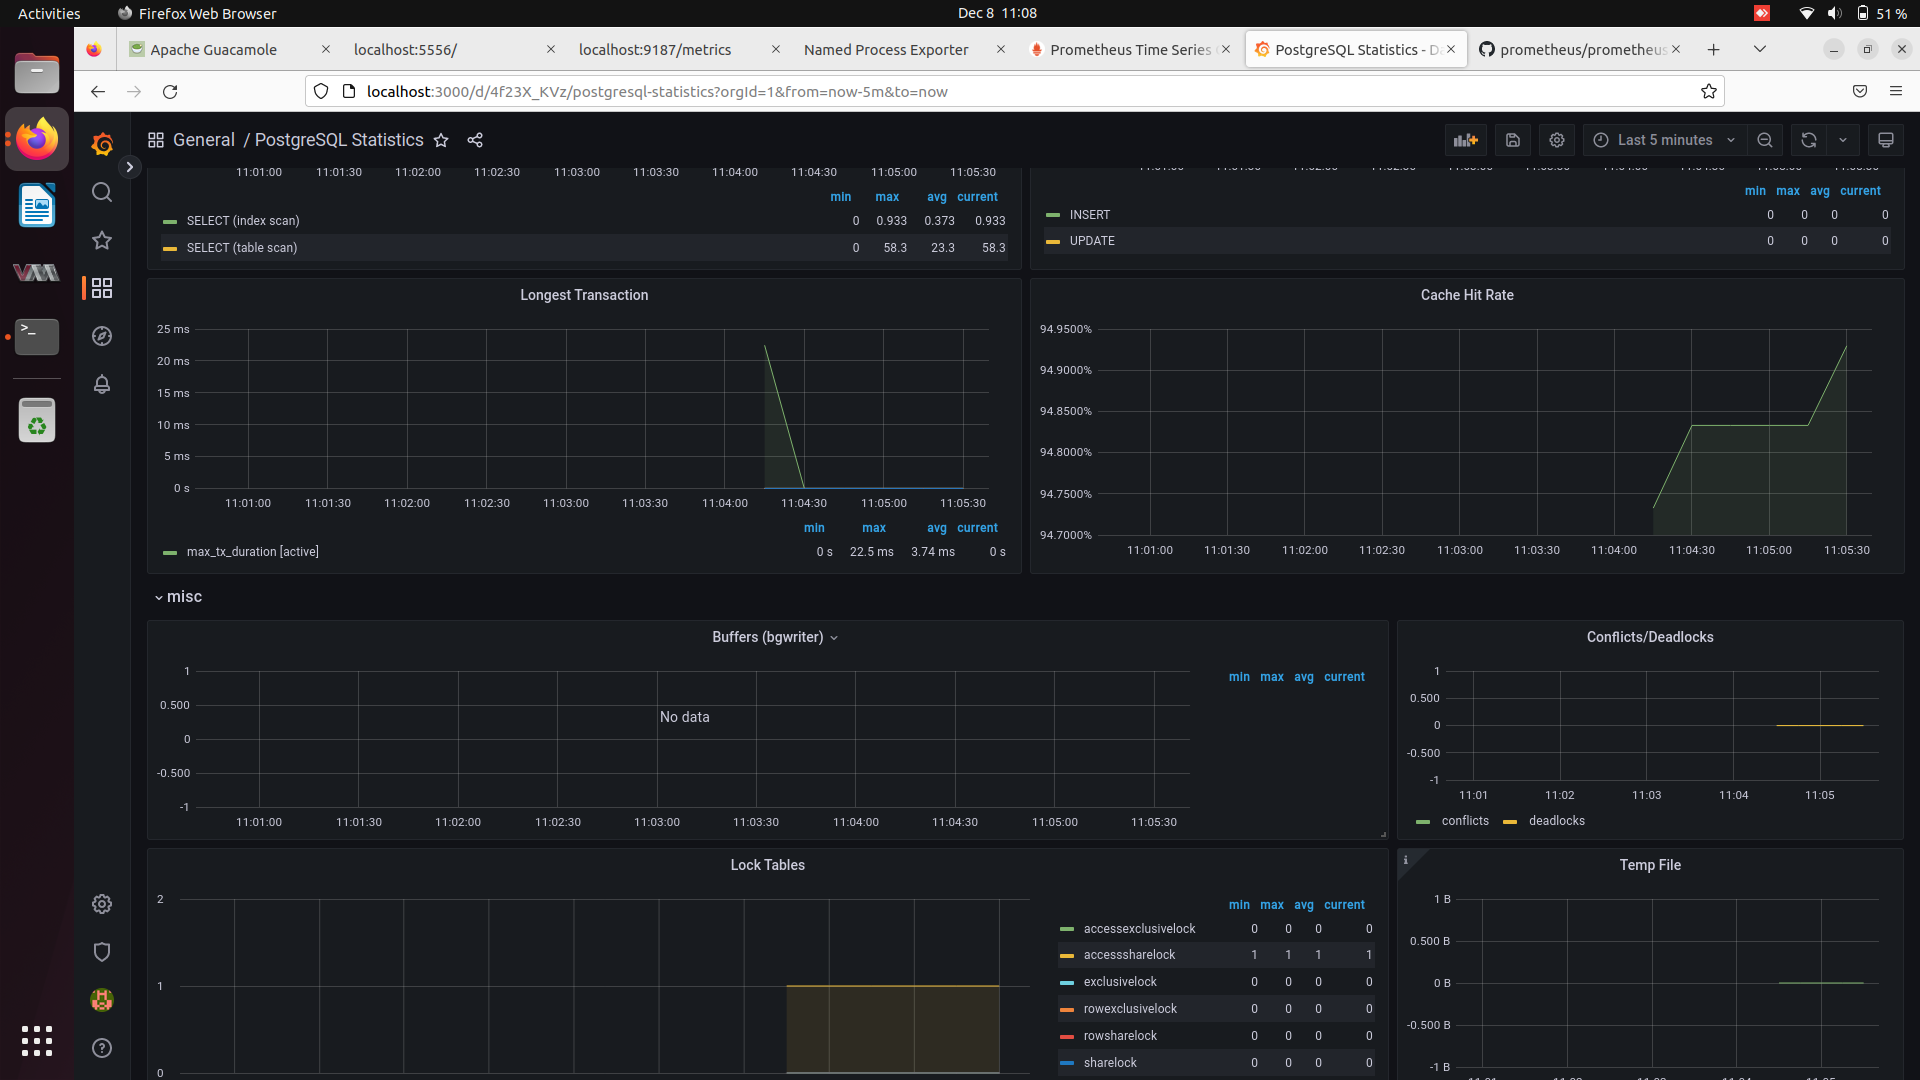 Activities Firefox Web Browser Dec 8 11:08 51 %
Apache Guacamole localhost:5556/ localhost:9187/metrics Named Process Exporter Prometheus Time Series PostgreSQL Statistics - prometheus/prometheus
localhost:3000/d/4f23X_KVz/postgresql-statistics?orgId=1&from=now-5m&to=now
General / PostgreSQL Statistics Last 5 minutes
11:01:00 11:01:30 11:02:00 11:02:30 11:03:00 11:03:30 11:04:00 11:04:30 11:05:00 11:05:30
min max avg current
SELECT (index scan) 0 0.933 0.373 0.933
SELECT (table scan) 0 58.3 23.3 58.3
min max avg current
INSERT 0 0 0 0
UPDATE 0 0 0 0
Longest Transaction
25 ms
20 ms
15 ms
10 ms
5 ms
0 s
11:01:00 11:01:30 11:02:00 11:02:30 11:03:00 11:03:30 11:04:00 11:04:30 11:05:00 11:05:30
min max avg current
max_tx_duration [active] 0 s 22.5 ms 3.74 ms 0 s
Cache Hit Rate
94.9500%
94.9000%
94.8500%
94.8000%
94.7500%
94.7000%
11:01:00 11:01:30 11:02:00 11:02:30 11:03:00 11:03:30 11:04:00 11:04:30 11:05:00 11:05:30
misc
Buffers (bgwriter)
1
0.500
0
-0.500
-1
No data
11:01:00 11:01:30 11:02:00 11:02:30 11:03:00 11:03:30 11:04:00 11:04:30 11:05:00 11:05:30
min max avg current
Conflicts/Deadlocks
1
0.500
0
-0.500
-1
11:01 11:02 11:03 11:04 11:05
conflicts deadlocks
Lock Tables
2
1
0
min max avg current
accessexclusivelock 0 0 0 0
accesssharelock 1 1 1 1
exclusivelock 0 0 0 0
rowexclusivelock 0 0 0 0
rowsharelock 0 0 0 0
sharelock 0 0 0 0
Temp File
1 B
0.500 B
0 B
-0.500 B
-1 B